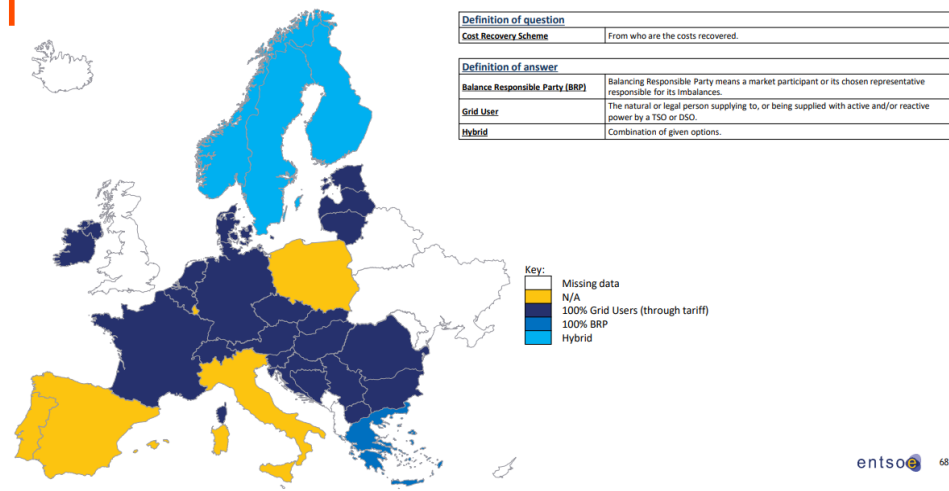 Definition of question
Cost Recovery Scheme From who are the costs recovered.
Definition of answer
Balance Responsible Party (BRP) Balancing Responsible Party means a market participant or its chosen representative
responsible for its Imbalances.
Grid User The natural or legal person supplying to, or being supplied with active and/or reactive
power by a TSO or DSO.
Hybrid Combination of given options.
Key:
Missing data
N/A
100% Grid Users (through tariff)
100% BRP
Hybrid
entsoe 68